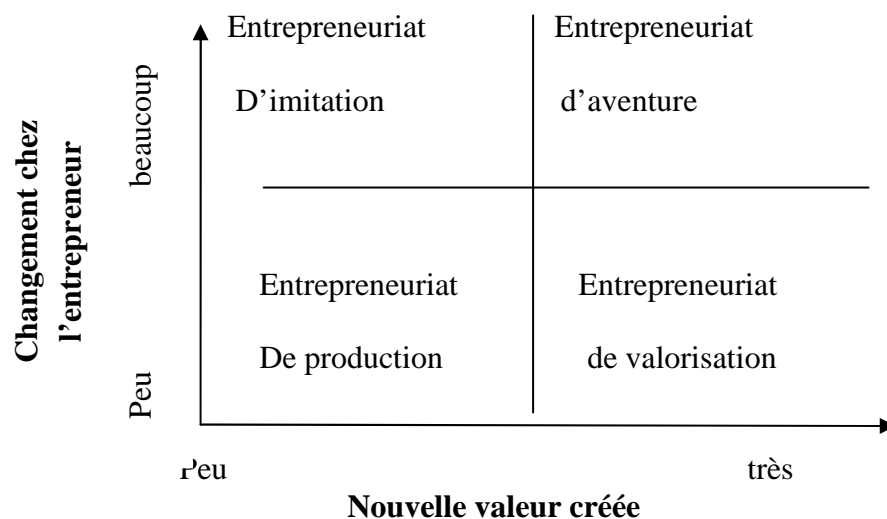 Entrepreneuriat
D’imitation
Entrepreneuriat
d’aventure
beaucoup
Changement chez
l’entrepreneur
Entrepreneuriat
De production
Entrepreneuriat
de valorisation
Peu
Peu
très
Nouvelle valeur créée